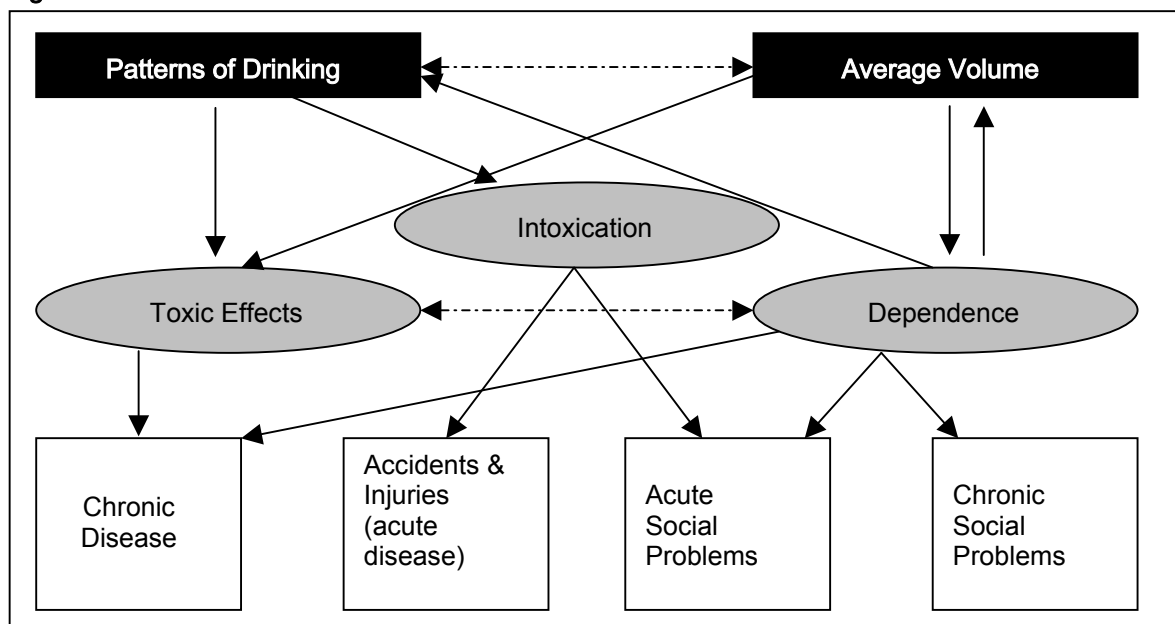 Patterns of Drinking
Average Volume
Intoxication
Toxic Effects
Dependence
Chronic
Disease
Accidents &
Injuries
(acute
disease)
Acute
Social
Problems
Chronic
Social
Problems